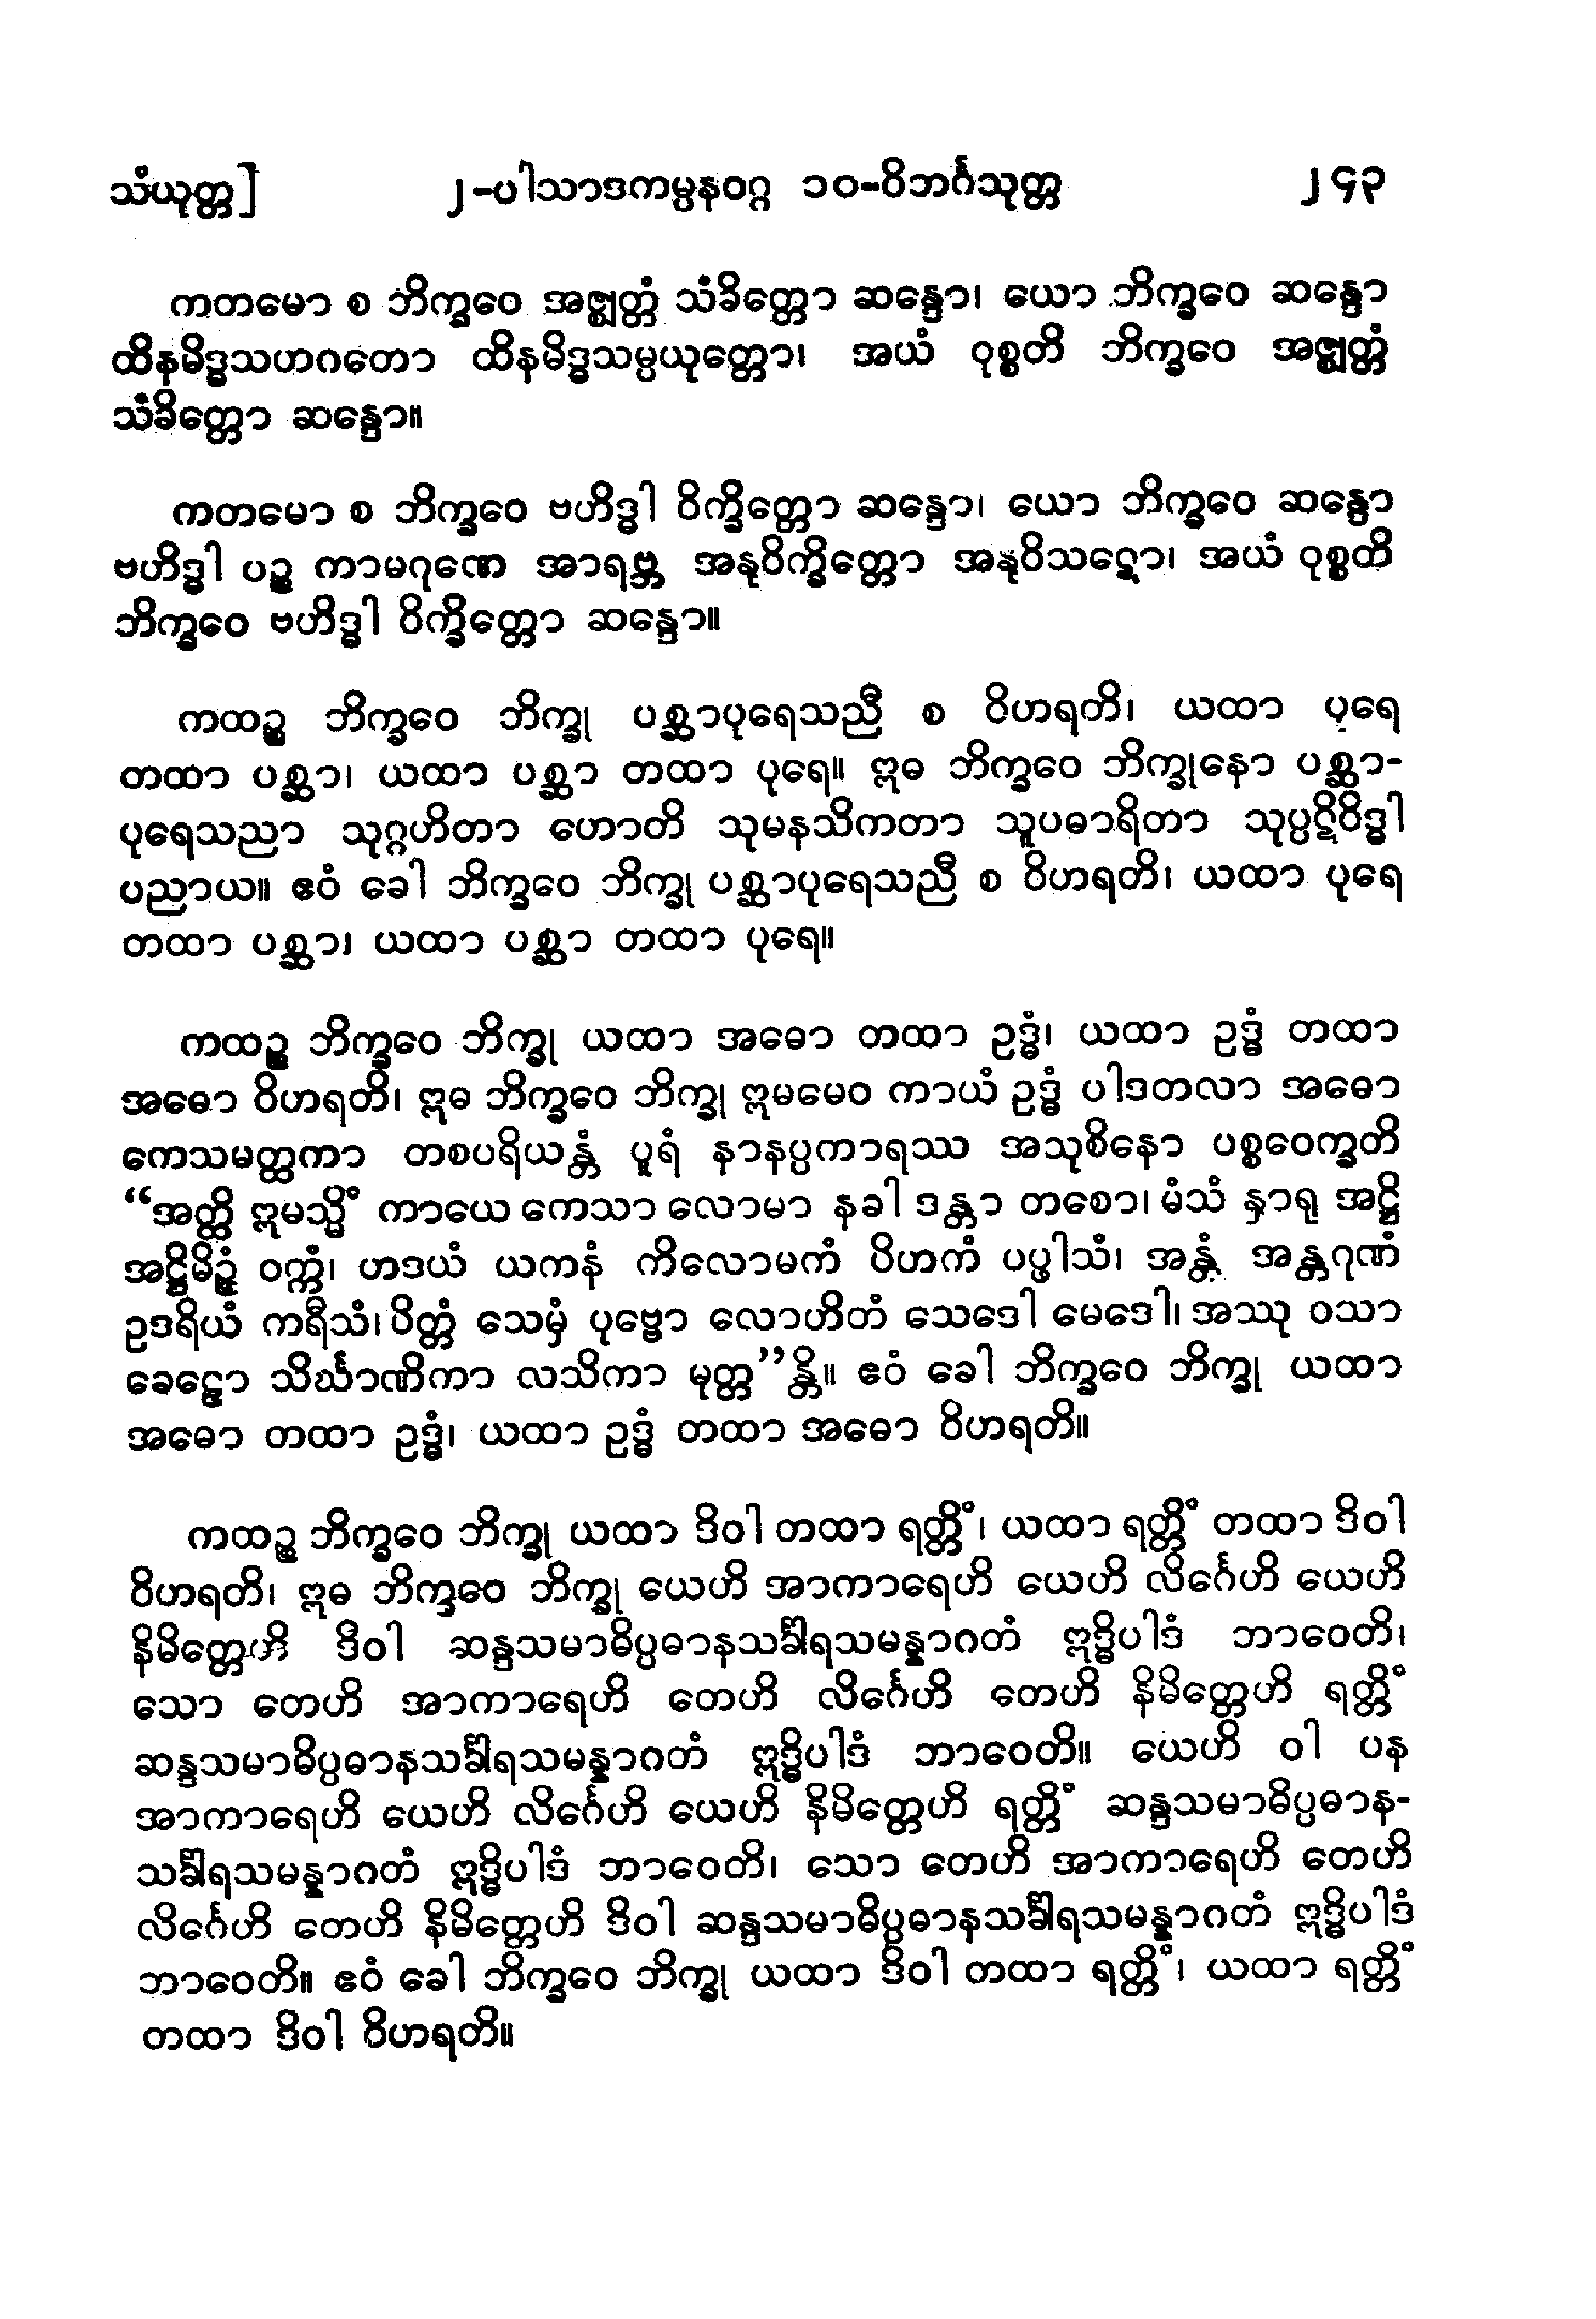 သံယုတ္တ] ၂-ပါသာဒကမ္ပနဝဂ္ဂ ၁၀-ဝိဘင်္ဂသုတ္တ ၂၄၃
ကတမော စ ဘိက္ခဝေ အဇ္ဈတ္တံ သံခိတ္တော ဆန္ဒော၊ ယော ဘိက္ခဝေ ဆန္ဒော
ထိနမိဒ္ဓသဟဂတော ထိနမိဒ္ဓသမ္ပယုတ္တော၊ အယံ ဝုစ္စတိ ဘိက္ခဝေ အဇ္ဈတ္တံ
သံခိတ္တော ဆန္ဒော။
ကတမော စ ဘိက္ခဝေ ဗဟိဒ္ဓါ ဝိက္ခိတ္တော ဆန္ဒော၊ ယော ဘိက္ခဝေ ဆန္ဒော
ဗဟိဒ္ဓါ ပဉ္စ ကာမဂုဏေ အာရဗ္ဘ အနုဝိက္ခိတ္တော အနုဝိသဋော၊ အယံ ဝုစ္စတိ
ဘိက္ခဝေ ဗဟိဒ္ဓါ ဝိက္ခိတ္တော ဆန္ဒော။
ကထဉ္စ ဘိက္ခဝေ ဘိက္ခု ပစ္ဆာပုရေသညီ စ ဝိဟရတိ၊ ယထာ ပုရေ
တထာ ပစ္ဆာ၊ ယထာ ပစ္ဆာ တထာ ပုရေ။ ဣဓ ဘိက္ခဝေ ဘိက္ခုနော ပစ္ဆာ-
ပုရေသညာ သုဂ္ဂဟိတာ ဟောတိ သုမနသိကတာ သူပဓာရိတာ သုပ္ပဋိဝိဒ္ဓါ
ပညာယ။ ဧဝံ ခေါ ဘိက္ခဝေ ဘိက္ခု ပစ္ဆာပုရေသညီ စ ဝိဟရတိ၊ ယထာ ပုရေ
တထာ ပစ္ဆာ၊ ယထာ ပစ္ဆာ တထာ ပုရေ။
ကထဉ္စ ဘိက္ခဝေ ဘိက္ခု ယထာ အဓော တထာ ဥဒ္ဓံ၊ ယထာ ဥဒ္ဓံ တထာ
အဓော ဝိဟရတိ၊ ဣဓ ဘိက္ခဝေ ဘိက္ခု ဣမမေဝ ကာယံ ဥဒ္ဓံ ပါဒတလာ အဓော
ကေသမတ္ထကာ တစပရိယန္တံ ပူရံ နာနပ္ပကာရဿ အသုစိနော ပစ္စဝေက္ခတိ
“အတ္ထိ ဣမသ္မိံ ကာယေ ကေသာ လောမာ နခါ ဒန္တာ တစော၊ မံသံ နှာရု အဋ္ဌိ
အဋ္ဌိမိဉ္ဇံ ဝက္ကံ၊ ဟဒယံ ယကနံ ကိလောမကံ ပိဟကံ ပပ္ဖါသံ၊ အန္တံ အန္တဂုဏံ
ဥဒရိယံ ကရီသံ၊ ပိတ္တံ သေမှံ ပုဗ္ဗော လောဟိတံ သေဒေါ မေဒေါ၊ အဿု ဝသာ
ခေဠော သိင်္ဃာဏိကာ လသိကာ မုတ္တ”န္တိ။ ဧဝံ ခေါ ဘိက္ခဝေ ဘိက္ခု ယထာ
အဓော တထာ ဥဒ္ဓံ၊ ယထာ ဥဒ္ဓံ တထာ အဓော ဝိဟရတိ။
ကထဉ္စ ဘိက္ခဝေ ဘိက္ခု ယထာ ဒိဝါ တထာ ရတ္တိံ၊ ယထာ ရတ္တိံ တထာ ဒိဝါ
ဝိဟရတိ၊ ဣဓ ဘိက္ခဝေ ဘိက္ခု ယေဟိ အာကာရေဟိ ယေဟိ လိင်္ဂေဟိ ယေဟိ
နိမိတ္တေဟိ ဒိဝါ ဆန္ဒသမာဓိပ္ပဓာနသင်္ခါရသမန္နာဂတံ ဣဒ္ဓိပါဒံ ဘာဝေတိ၊
သော တေဟိ အာကာရေဟိ တေဟိ လိင်္ဂေဟိ တေဟိ နိမိတ္တေဟိ ရတ္တိံ
ဆန္ဒသမာဓိပ္ပဓာနသင်္ခါရသမန္နာဂတံ ဣဒ္ဓိပါဒံ ဘာဝေတိ။ ယေဟိ ဝါ ပန
အာကာရေဟိ ယေဟိ လိင်္ဂေဟိ ယေဟိ နိမိတ္တေဟိ ရတ္တိံ ဆန္ဒသမာဓိပ္ပဓာန-
သင်္ခါရသမန္နာဂတံ ဣဒ္ဓိပါဒံ ဘာဝေတိ၊ သော တေဟိ အာကာရေဟိ တေဟိ
လိင်္ဂေဟိ တေဟိ နိမိတ္တေဟိ ဒိဝါ ဆန္ဒသမာဓိပ္ပဓာနသင်္ခါရသမန္နာဂတံ ဣဒ္ဓိပါဒံ
ဘာဝေတိ။ ဧဝံ ခေါ ဘိက္ခဝေ ဘိက္ခု ယထာ ဒိဝါ တထာ ရတ္တိံ၊ ယထာ ရတ္တိံ
တထာ ဒိဝါ ဝိဟရတိ။